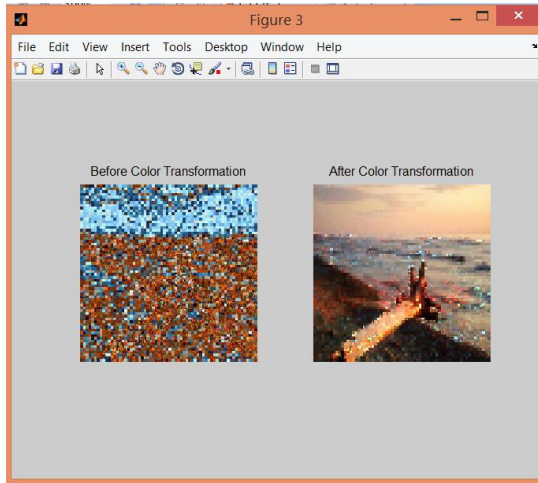 Figure 3
File Edit View Insert Tools Desktop Window Help
Before Color Transformation After Color Transformation